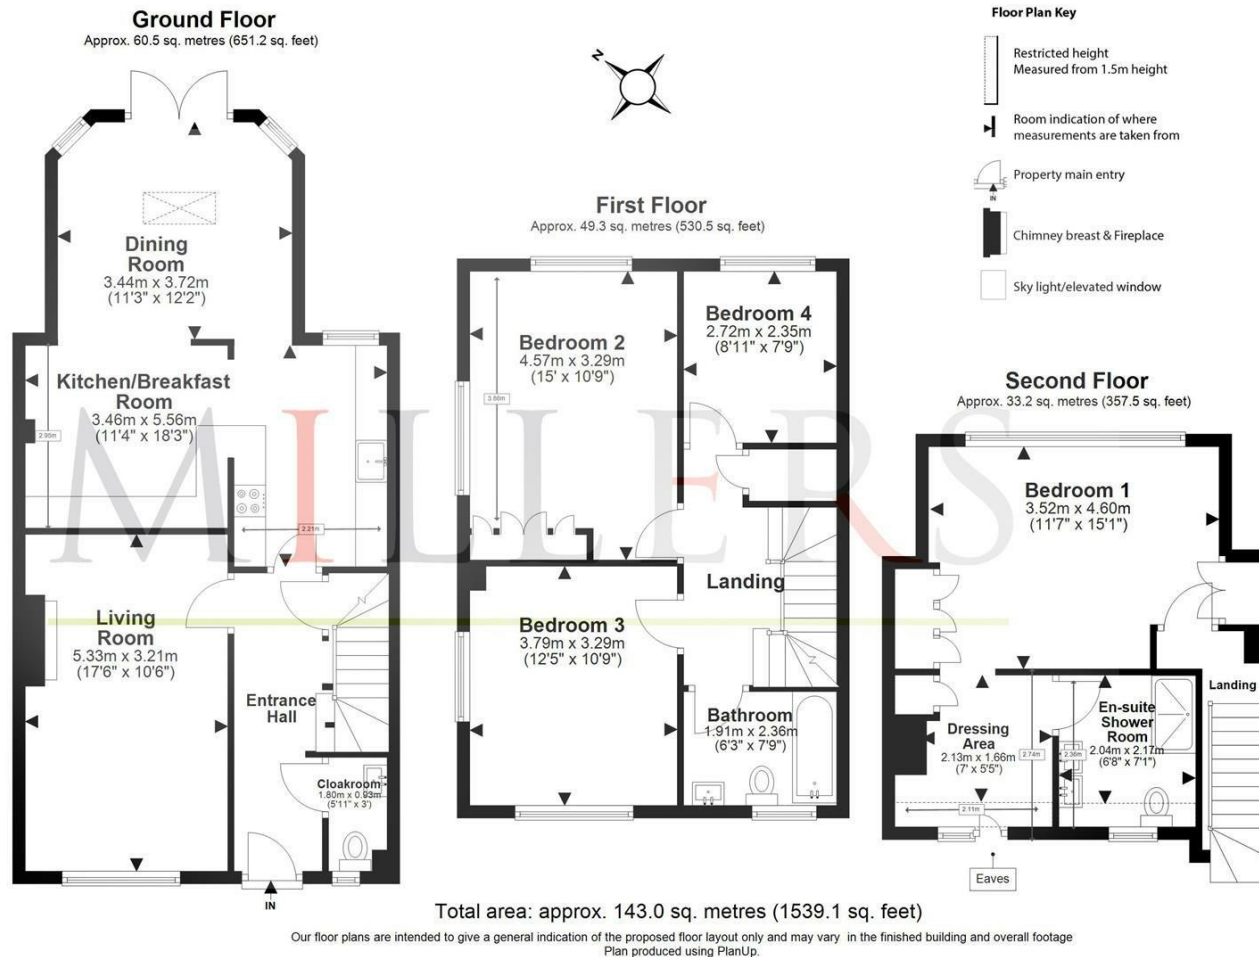 Ground Floor
Approx. 60.5 sq. metres (651.2 sq. feet)
Dining
Room
3.44m x 3.72m
(11'3" x 12'2")
Kitchen/Breakfast
Room
3.46m x 5.56m
(11'4" x 18'3")
2.21m
Living
Room
5.33m x 3.21m
(17'6" x 10'6")
Entrance
Hall
Cloakroom
1.80m x 0.93m
(5'11" x 3')
IN
N
First Floor
Approx. 49.3 sq. metres (530.5 sq. feet)
Bedroom 2
4.57m x 3.29m
(15' x 10'9")
Bedroom 4
2.72m x 2.35m
(8'11" x 7'9")
Landing
Bedroom 3
3.79m x 3.29m
(12'5" x 10'9")
Bathroom
1.91m x 2.36m
(6'3" x 7'9")
Floor Plan Key
Restricted height
Measured from 1.5m height
Room indication of where
measurements are taken from
Property main entry
IN
Chimney breast & Fireplace
Sky light/elevated window
Second Floor
Approx. 33.2 sq. metres (357.5 sq. feet)
Bedroom 1
3.52m x 4.60m
(11'7" x 15'1")
Landing
En-suite
Shower
Room
2.04m x 2.17m
(6'8" x 7'1")
Dressing
Area
2.13m x 1.66m
(7' x 5'5")
2.74m
2.36m
2.11m
Eaves
MILLERS
Total area: approx. 143.0 sq. metres (1539.1 sq. feet)
Our floor plans are intended to give a general indication of the proposed floor layout only and may vary in the finished building and overall footage
Plan produced using PlanUp.